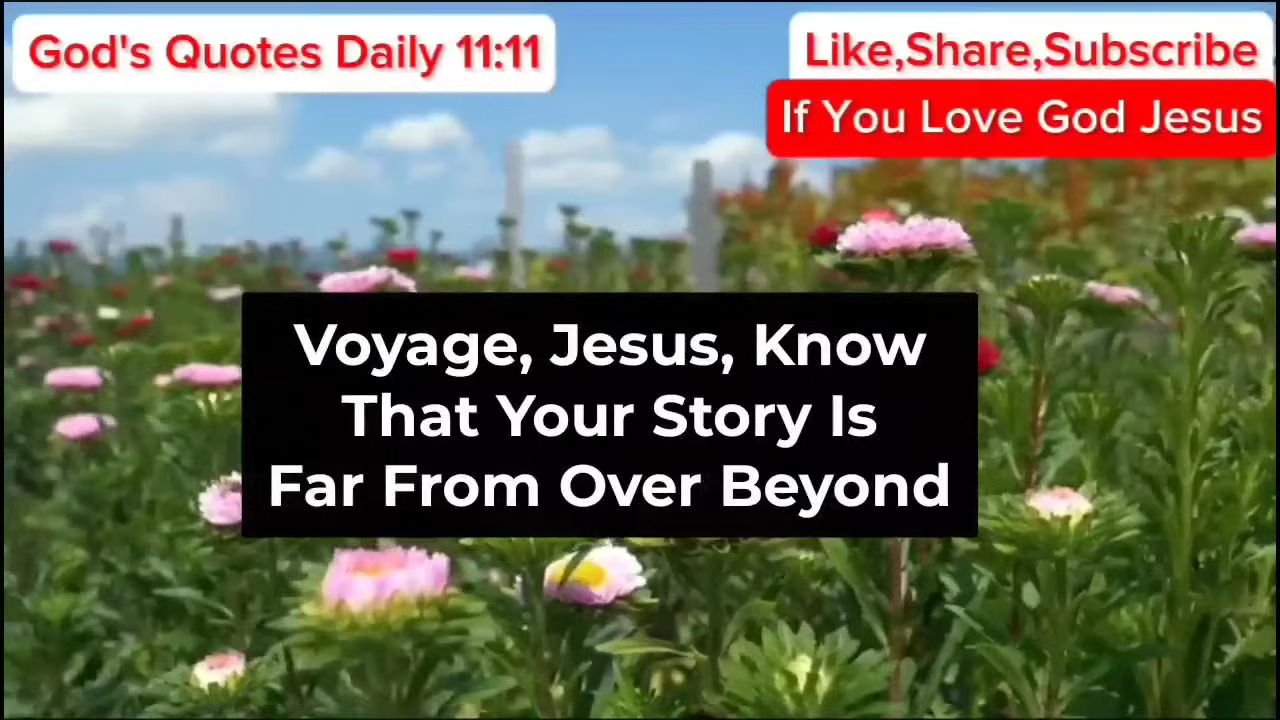 God's Quotes Daily 11:11
Like,Share,Subscribe
If You Love God Jesus
Voyage, Jesus, Know
That Your Story Is
Far From Over Beyond